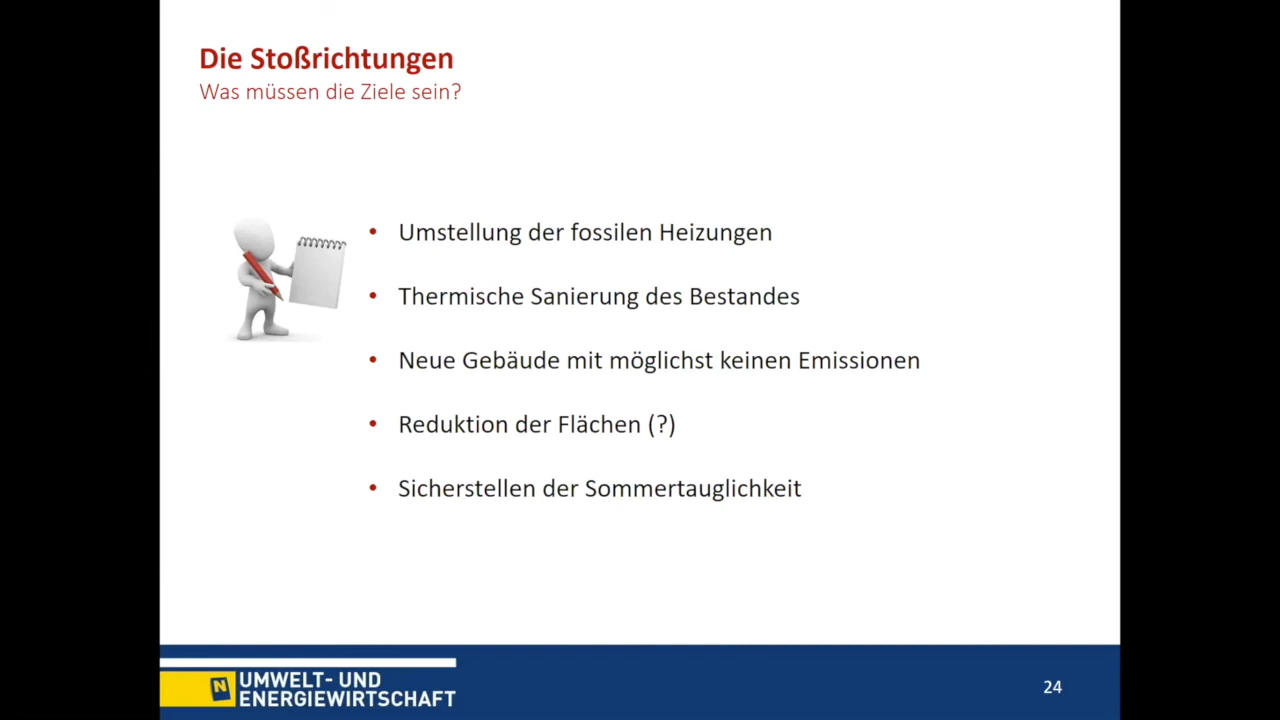 Die Stoßrichtungen
Was müssen die Ziele sein?
• Umstellung der fossilen Heizungen
• Thermische Sanierung des Bestandes
• Neue Gebäude mit möglichst keinen Emissionen
• Reduktion der Flächen (?)
• Sicherstellen der Sommertauglichkeit
N
UMWELT- UND
ENERGIEWIRTSCHAFT
24